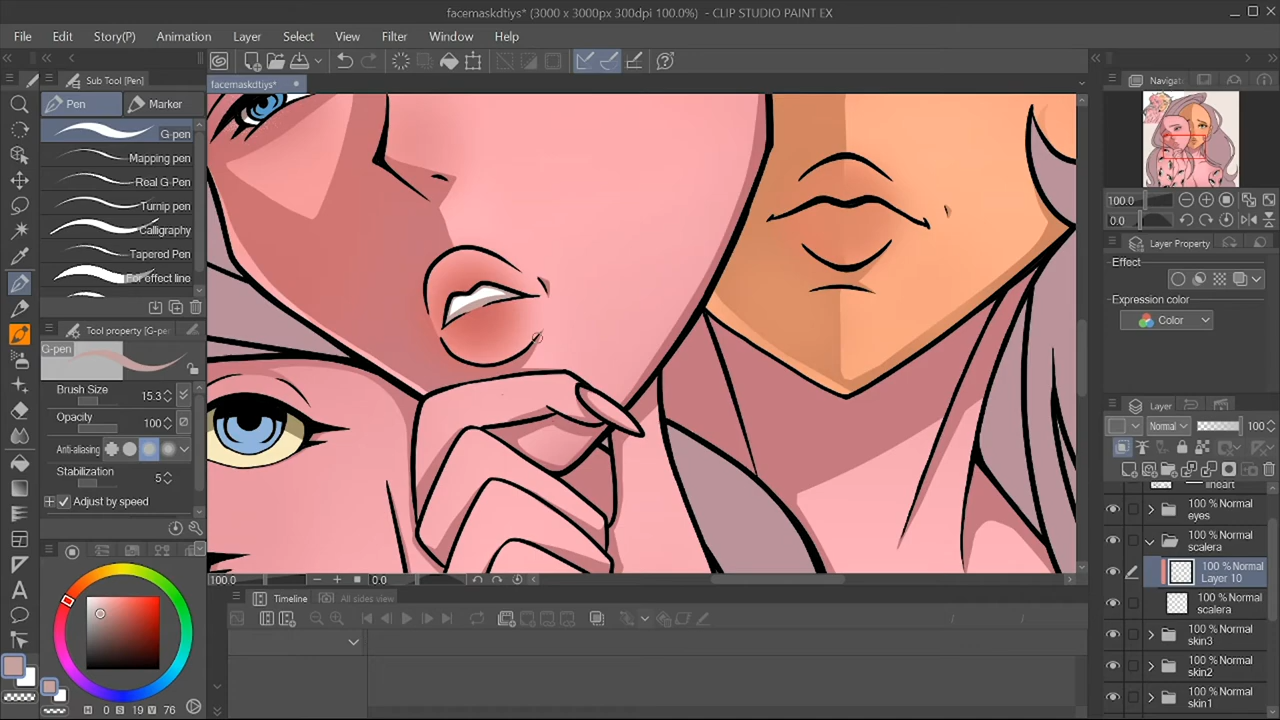 facemaskdtiys* (3000 x 3000px 300dpi 100.0%) - CLIP STUDIO PAINT EX
File Edit Story(P) Animation Layer Select View Filter Window Help
Sub Tool [Pen]
facemaskdtiys*
Navigat
Pen Marker
G-pen
Mapping pen
Real G-Pen
Turnip pen
Calligraphy
Tapered Pen
For effect line
100.0
0.0
Layer Property
Effect
Expression color
Color
Tool property [G-pen]
G-pen
Brush Size 15.3
Opacity 100
Anti-aliasing
Stabilization 5
Adjust by speed
Layer
Normal 100
lineart
100 % Normal
eyes
100 % Normal
scalera
100 % Normal
Layer 10
100 % Normal
scalera
100 % Normal
skin3
100 % Normal
skin2
100 % Normal
skin1
100.0 0.0
Timeline All sides view
H 0 S 19 V 76